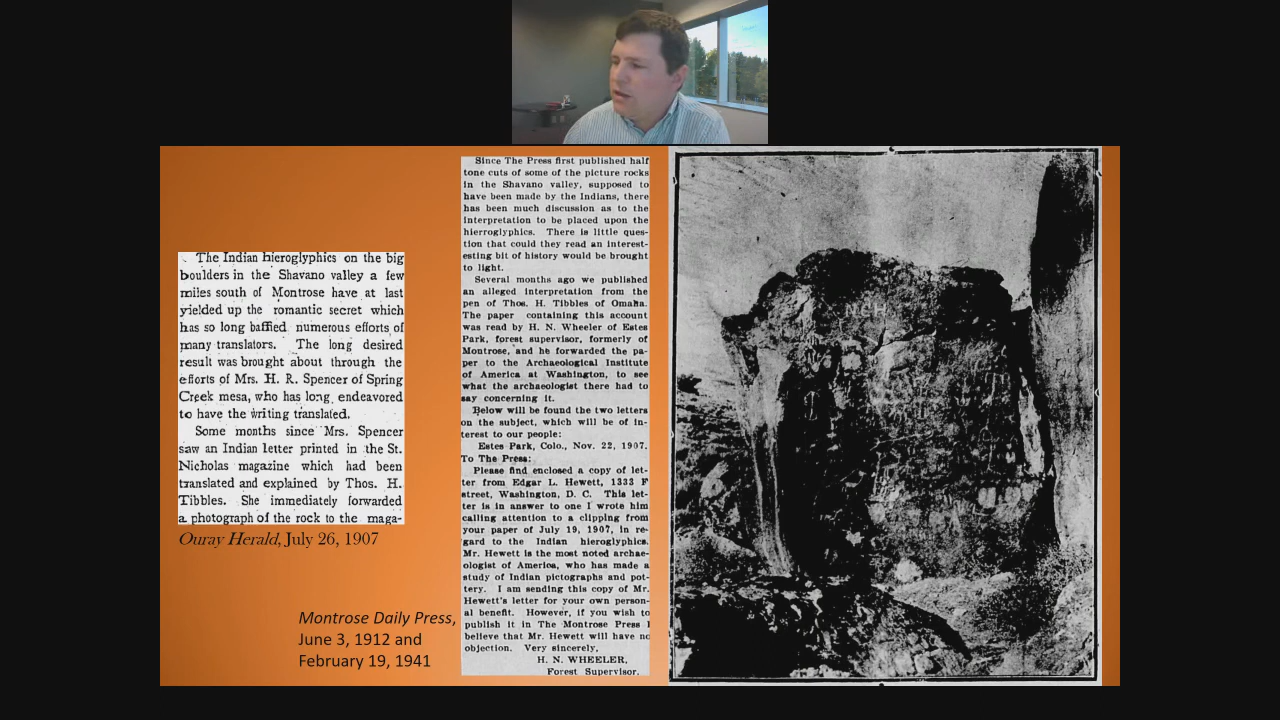 The Indian hieroglyphics on the big
boulders in the Shavano valley a few
miles south of Montrose have at last
yielded up the romantic secret which
has so long baffled numerous efforts of
many translators. The long desired
result was brought about through the
efforts of Mrs. H. R. Spencer of Spring
Creek mesa, who has long endeavored
to have the writing translated.
Some months since Mrs. Spencer
saw an Indian letter printed in the St.
Nicholas magazine which had been
translated and explained by Thos. H.
Tibbles. She immediately forwarded
a photograph of the rock to the maga-
Ouray Herald, July 26, 1907
Montrose Daily Press,
June 3, 1912 and
February 19, 1941
Since The Press first published half
tone cuts of some of the picture rocks
in the Shavano valley, supposed to
have been made by the Indians, there
has been much discussion as to the
interpretation to be placed upon the
hierroglyphics. There is little ques-
tion that could they read an interest-
esting bit of history would be brought
to light.
Several months ago we published
an alleged interpretation from the
pen of Thos. H. Tibbles of Omaha.
The paper containing this account
was read by H. N. Wheeler of Estes
Park, forest supervisor, formerly of
Montrose, and he forwarded the pa-
per to the Archaeological Institute
of America at Washington, to see
what the archaeologist there had to
say concerning it.
Below will be found the two letters
on the subject, which will be of in-
terest to our people:
Estes Park, Colo., Nov. 22, 1907.
To The Press:
Please find enclosed a copy of let-
ter from Edgar L. Hewett, 1333 F
street, Washington, D. C. This let-
ter is in answer to one I wrote him
calling attention to a clipping from
your paper of July 19, 1907, in re-
gard to the Indian hieroglyphics.
Mr. Hewett is the most noted archae-
ologist of America, who has made a
study of Indian pictographs and pot-
tery. I am sending this copy of Mr.
Hewett's letter for your own person-
al benefit. However, if you wish to
publish it in The Montrose Press I
believe that Mr. Hewett will have no
objection. Very sincerely,
H. N. WHEELER,
Forest Supervisor.